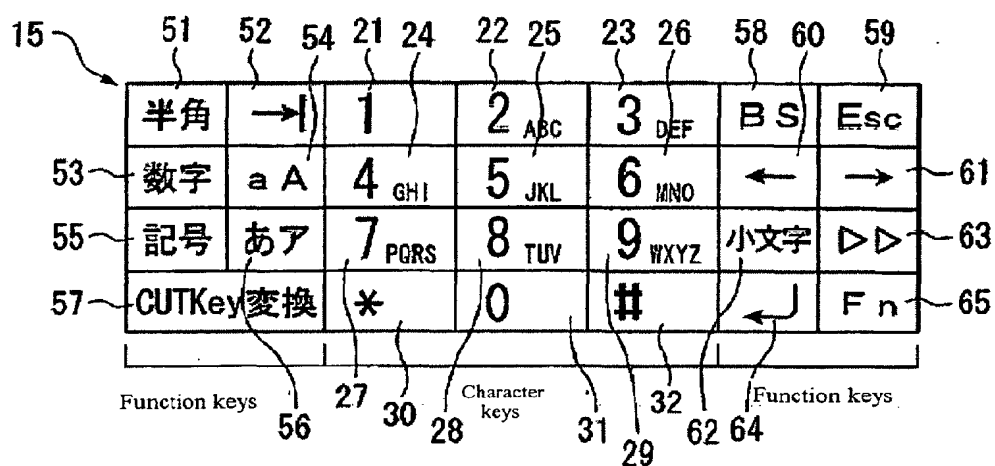 15 51 52 54 21 24 22 25 23 26 58 60 59
半角 →| 1 2 ABC 3 DEF BS Esc
53 数字 aA 4 GHI 5 JKL 6 MNO ← → 61
55 記号 あア 7 PQRS 8 TUV 9 WXYZ 小文字 ▷▷ 63
57 CUTKey変換 * 0 # ↵ Fn 65
Function keys 56 27 30 28 Character 31 32 29 62 64 Function keys
keys